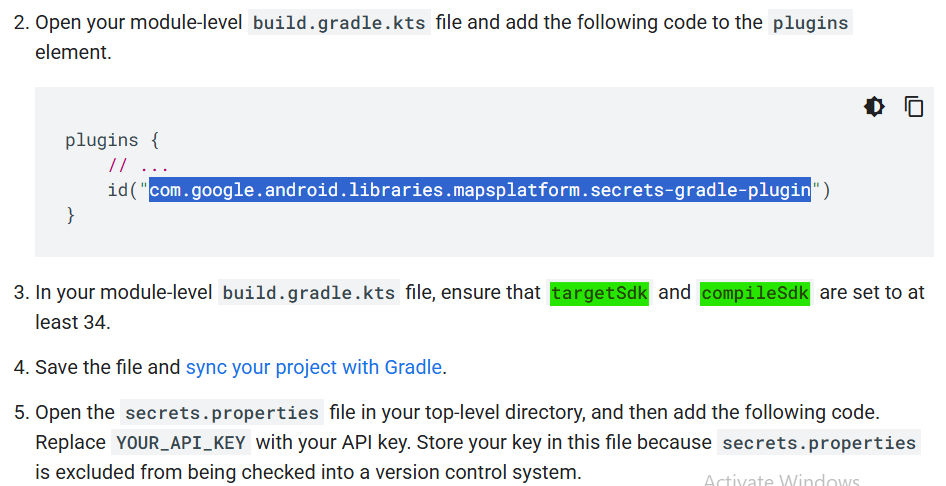 2. Open your module-level build.gradle.kts file and add the following code to the plugins
element.
plugins {
// ...
id("com.google.android.libraries.mapsplatform.secrets-gradle-plugin")
}
3. In your module-level build.gradle.kts file, ensure that targetSdk and compileSdk are set to at
least 34.
4. Save the file and sync your project with Gradle.
5. Open the secrets.properties file in your top-level directory, and then add the following code.
Replace YOUR_API_KEY with your API key. Store your key in this file because secrets.properties
is excluded from being checked into a version control system.
Activate Windows